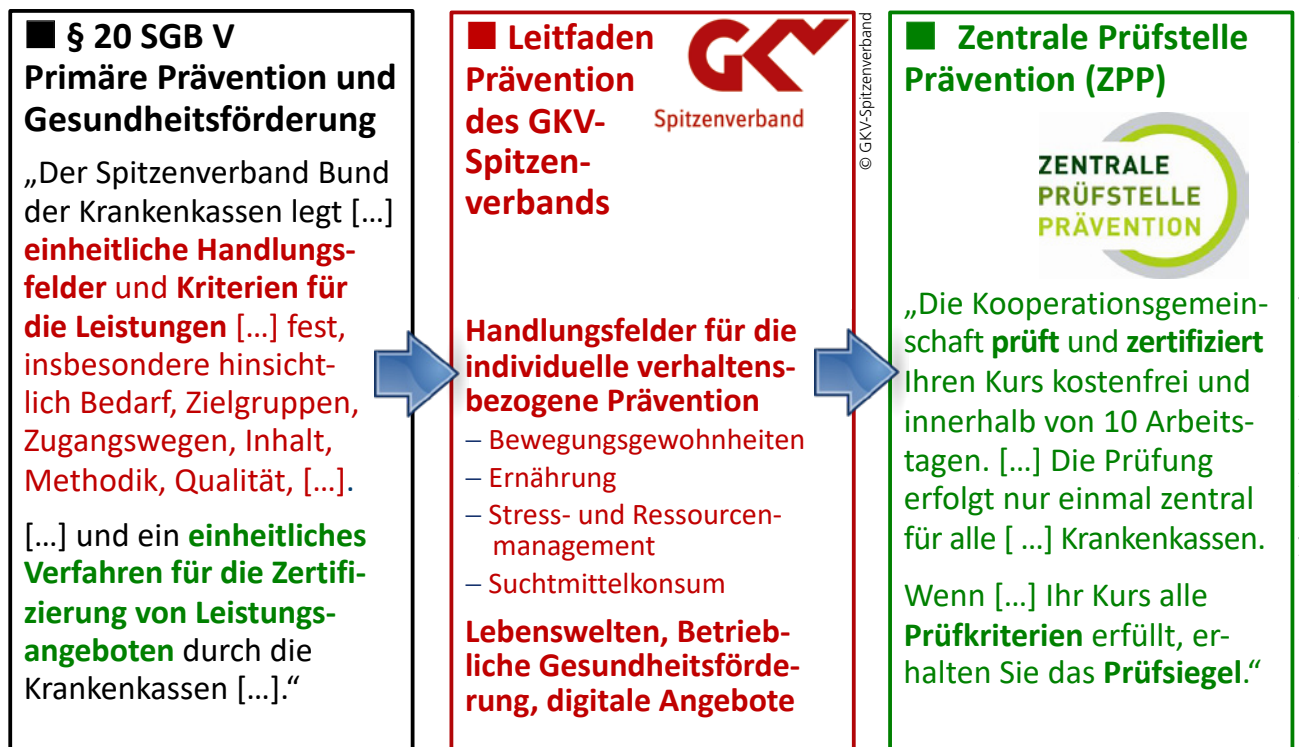 ■ § 20 SGB V
Primäre Prävention und
Gesundheitsförderung
„Der Spitzenverband Bund
der Krankenkassen legt […]
einheitliche Handlungs-
felder und Kriterien für
die Leistungen […] fest,
insbesondere hinsicht-
lich Bedarf, Zielgruppen,
Zugangswegen, Inhalt,
Methodik, Qualität, […].
[…] und ein einheitliches
Verfahren für die Zertifi-
zierung von Leistungs-
angeboten durch die
Krankenkassen […].“
■ Leitfaden
Prävention
des GKV-
Spitzen-
verbands
GKV
Spitzenverband
© GKV-Spitzenverband
Handlungsfelder für die
individuelle verhaltens-
bezogene Prävention
– Bewegungsgewohnheiten
– Ernährung
– Stress- und Ressourcen-
management
– Suchtmittelkonsum
Lebenswelten, Betrieb-
liche Gesundheitsförde-
rung, digitale Angebote
■ Zentrale Prüfstelle
Prävention (ZPP)
ZENTRALE
PRÜFSTELLE
PRÄVENTION
„Die Kooperationsgemein-
schaft prüft und zertifiziert
Ihren Kurs kostenfrei und
innerhalb von 10 Arbeits-
tagen. […] Die Prüfung
erfolgt nur einmal zentral
für alle [ …] Krankenkassen.
Wenn […] Ihr Kurs alle
Prüfkriterien erfüllt, er-
halten Sie das Prüfsiegel.“